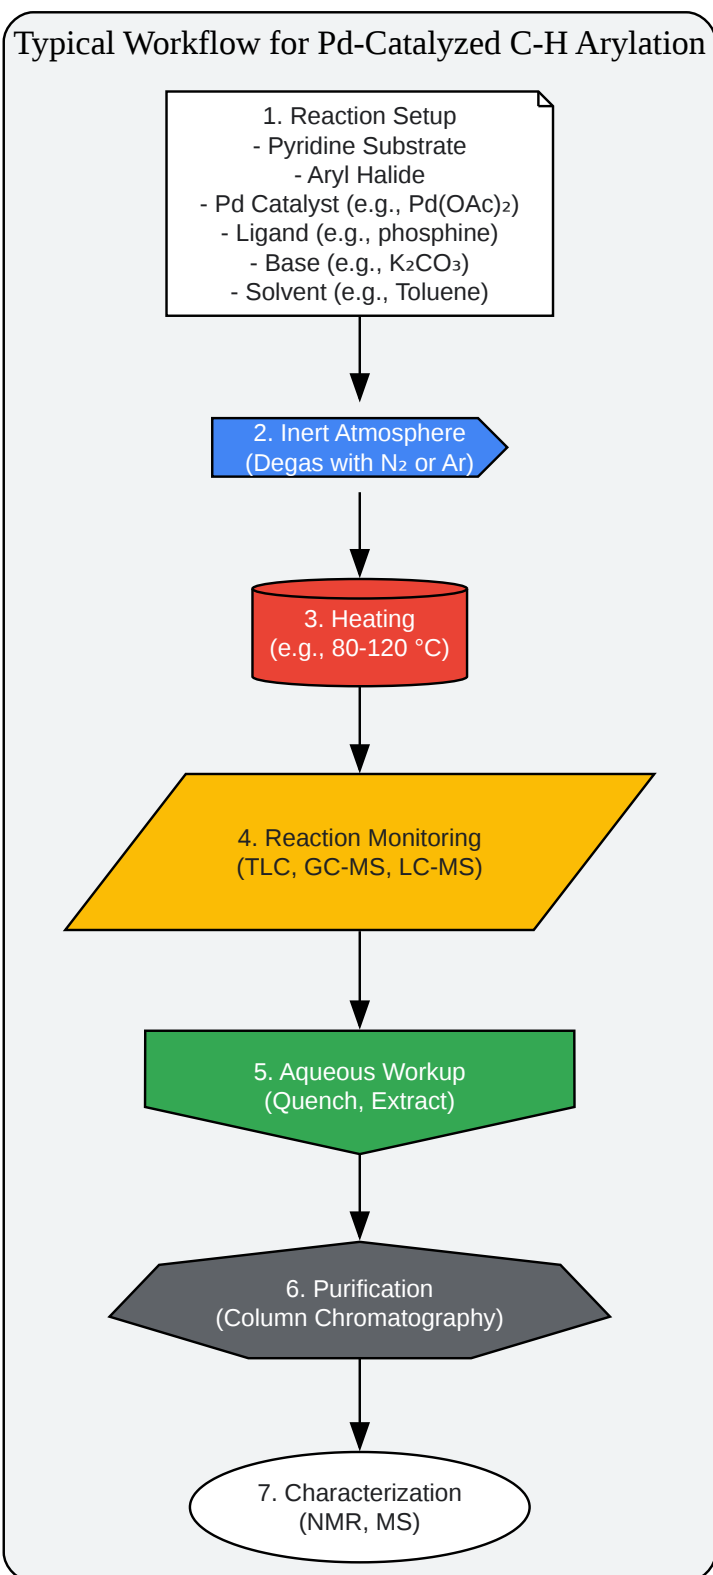 Typical Workflow for Pd-Catalyzed C-H Arylation
1. Reaction Setup
- Pyridine Substrate
- Aryl Halide
- Pd Catalyst (e.g., Pd(OAc)₂)
- Ligand (e.g., phosphine)
- Base (e.g., K₂CO₃)
- Solvent (e.g., Toluene)
2. Inert Atmosphere
(Degas with N₂ or Ar)
3. Heating
(e.g., 80-120 °C)
4. Reaction Monitoring
(TLC, GC-MS, LC-MS)
5. Aqueous Workup
(Quench, Extract)
6. Purification
(Column Chromatography)
7. Characterization
(NMR, MS)